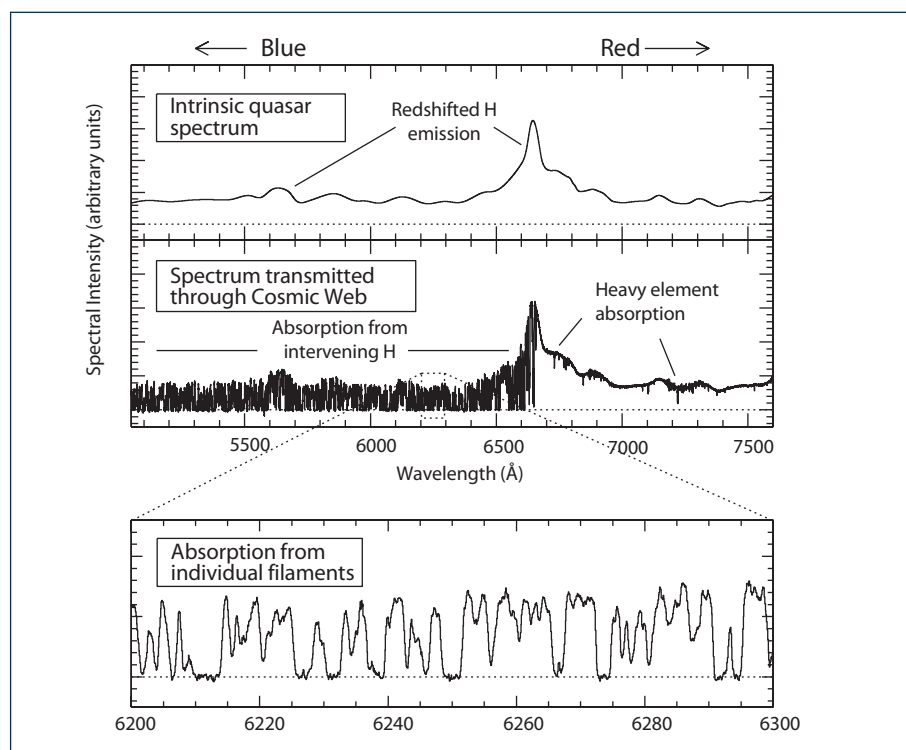 Blue Red
Intrinsic quasar
spectrum
Redshifted H
emission
Spectral Intensity (arbitrary units)
Spectrum transmitted
through Cosmic Web
Absorption from
intervening H
Heavy element
absorption
5500 6000 6500 7000 7500
Wavelength (Å)
Absorption from
individual filaments
6200 6220 6240 6260 6280 6300